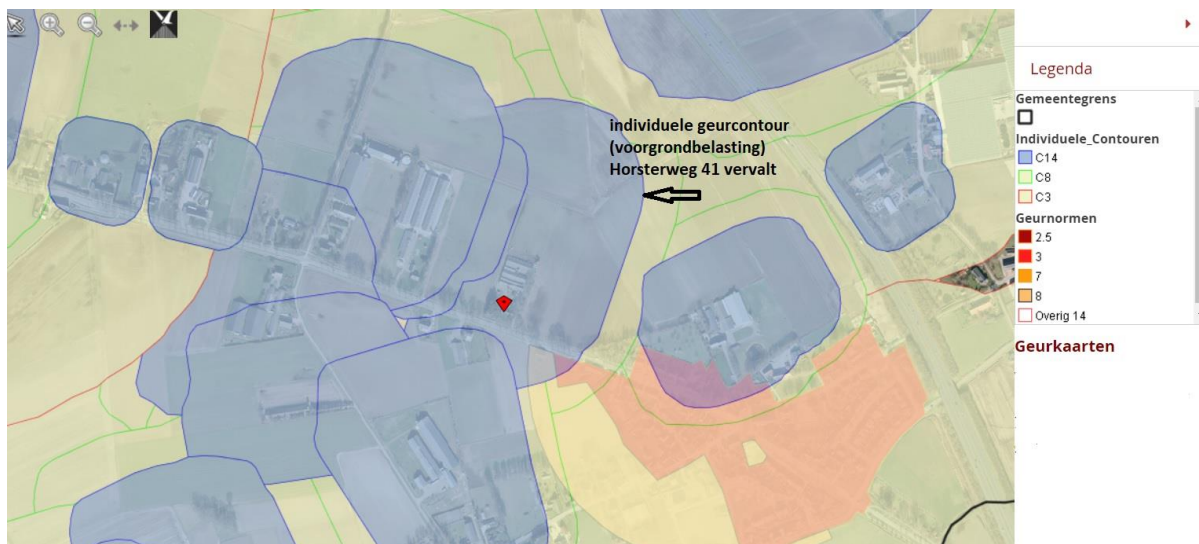 individuele geurcontour
(voorgrondbelasting)
Horsterweg 41 vervalt
Legenda
Gemeentegrens
Individuele_Contouren
C14
C8
C3
Geurnormen
2.5
3
7
8
Overig 14
Geurkaarten